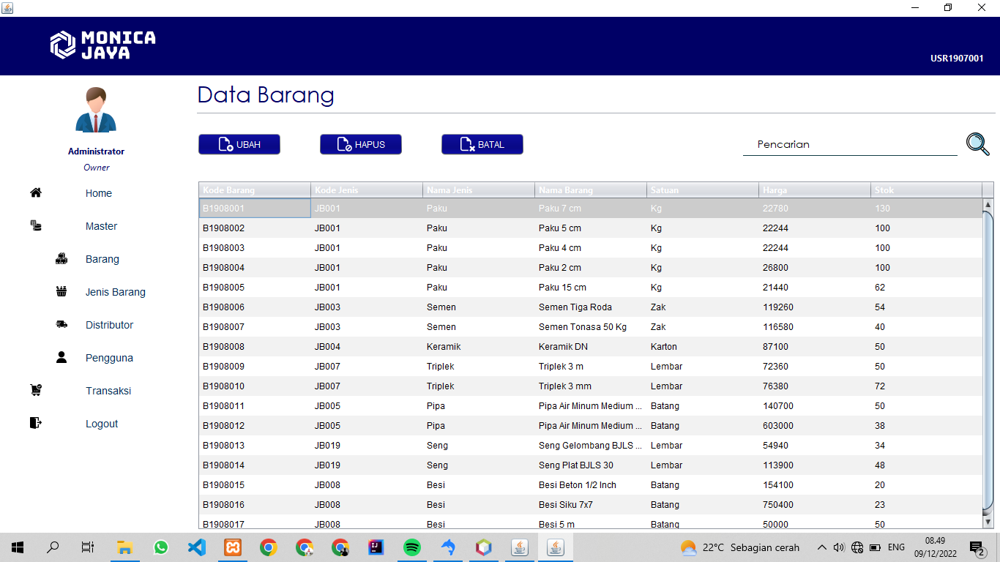 MONICA
JAYA
USR1907001
Administrator
Owner
Home
Master
Barang
Jenis Barang
Distributor
Pengguna
Transaksi
Logout
Data Barang
UBAH HAPUS BATAL Pencarian
Kode Barang Kode Jenis Nama Jenis Nama Barang Satuan Harga Stok
B1908001 JB001 Paku Paku 7 cm Kg 22780 130
B1908002 JB001 Paku Paku 5 cm Kg 22244 100
B1908003 JB001 Paku Paku 4 cm Kg 22244 100
B1908004 JB001 Paku Paku 2 cm Kg 26800 100
B1908005 JB001 Paku Paku 15 cm Kg 21440 62
B1908006 JB003 Semen Semen Tiga Roda Zak 119260 54
B1908007 JB003 Semen Semen Tonasa 50 Kg Zak 116580 40
B1908008 JB004 Keramik Keramik DN Karton 87100 50
B1908009 JB007 Triplek Triplek 3 m Lembar 72360 50
B1908010 JB007 Triplek Triplek 3 mm Lembar 76380 72
B1908011 JB005 Pipa Pipa Air Minum Medium ... Batang 140700 50
B1908012 JB005 Pipa Pipa Air Minum Medium ... Batang 603000 38
B1908013 JB019 Seng Seng Gelombang BJLS ... Lembar 54940 34
B1908014 JB019 Seng Seng Plat BJLS 30 Lembar 113900 48
B1908015 JB008 Besi Besi Beton 1/2 Inch Batang 154100 20
B1908016 JB008 Besi Besi Siku 7x7 Batang 750400 23
B1908017 JB008 Besi Besi 5 m Batang 50000 50
22°C Sebagian cerah ENG 08.49
09/12/2022 2